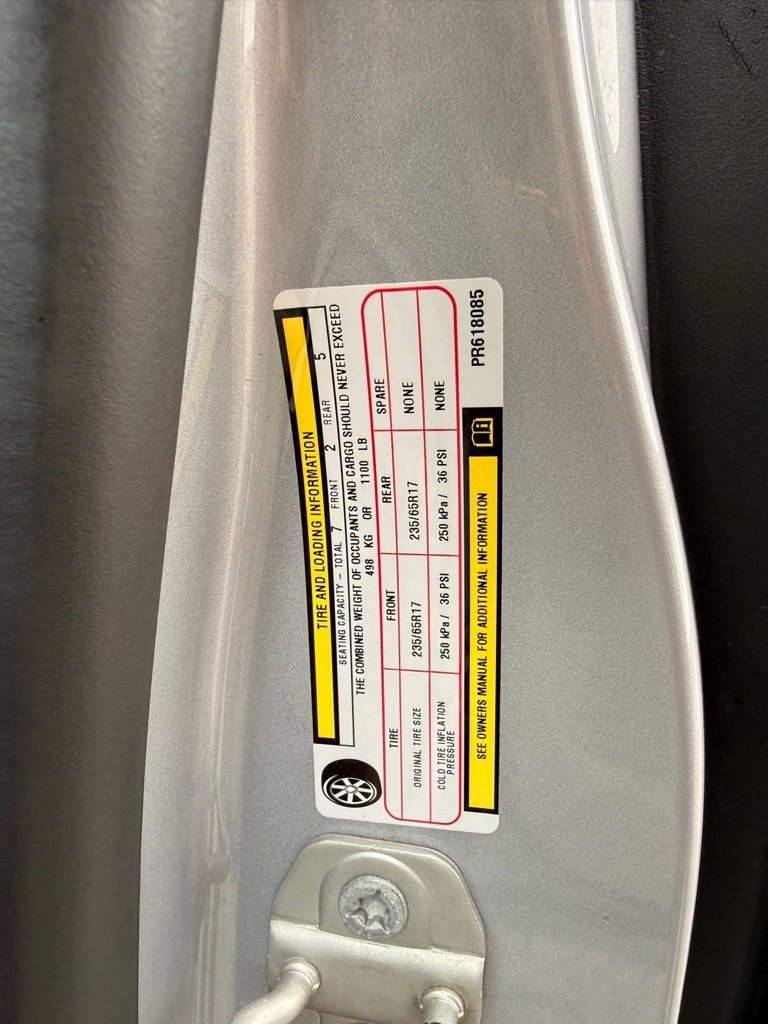 TIRE AND LOADING INFORMATION
SEATING CAPACITY – TOTAL 7 FRONT 2 REAR 5
THE COMBINED WEIGHT OF OCCUPANTS AND CARGO SHOULD NEVER EXCEED
498 KG OR 1100 LB
TIRE FRONT REAR SPARE
ORIGINAL TIRE SIZE 235/65R17 235/65R17 NONE
COLD TIRE INFLATION
PRESSURE 250 kPa / 36 PSI 250 kPa / 36 PSI NONE
SEE OWNERS MANUAL FOR ADDITIONAL INFORMATION
PR618085